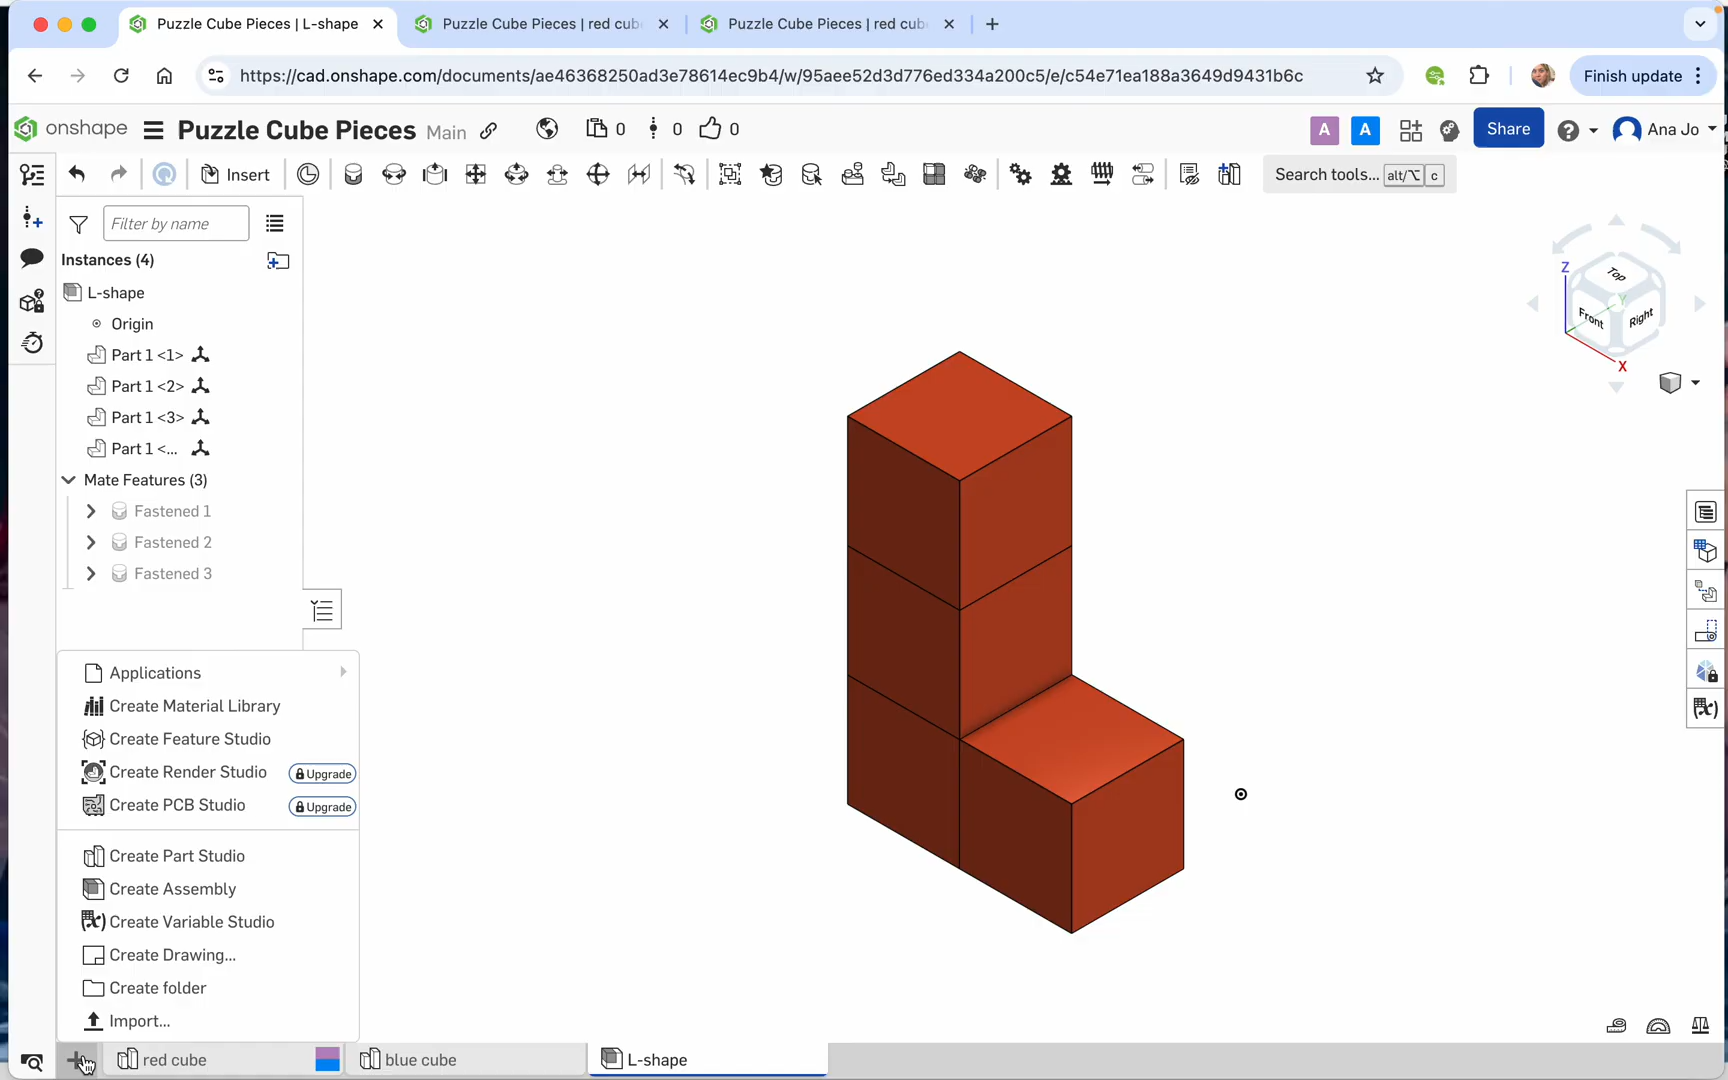 Puzzle Cube Pieces | L-shape
Puzzle Cube Pieces | red cub
Puzzle Cube Pieces | red cub
https://cad.onshape.com/documents/ae46368250ad3e78614ec9b4/w/95aee52d3d776ed334a200c5/e/c54e71ea188a3649d9431b6c
Finish update
onshape
Puzzle Cube Pieces Main
0
0
0
A
A
Share
Ana Jo
Insert
Search tools... alt/⌥ c
Filter by name
Instances (4)
L-shape
Origin
Part 1 <1>
Part 1 <2>
Part 1 <3>
Part 1 <...
Mate Features (3)
Fastened 1
Fastened 2
Fastened 3
Applications
Create Material Library
Create Feature Studio
Create Render Studio Upgrade
Create PCB Studio Upgrade
Create Part Studio
Create Assembly
Create Variable Studio
Create Drawing...
Create folder
Import...
Z
Top
Y
Front
Right
X
red cube
blue cube
L-shape